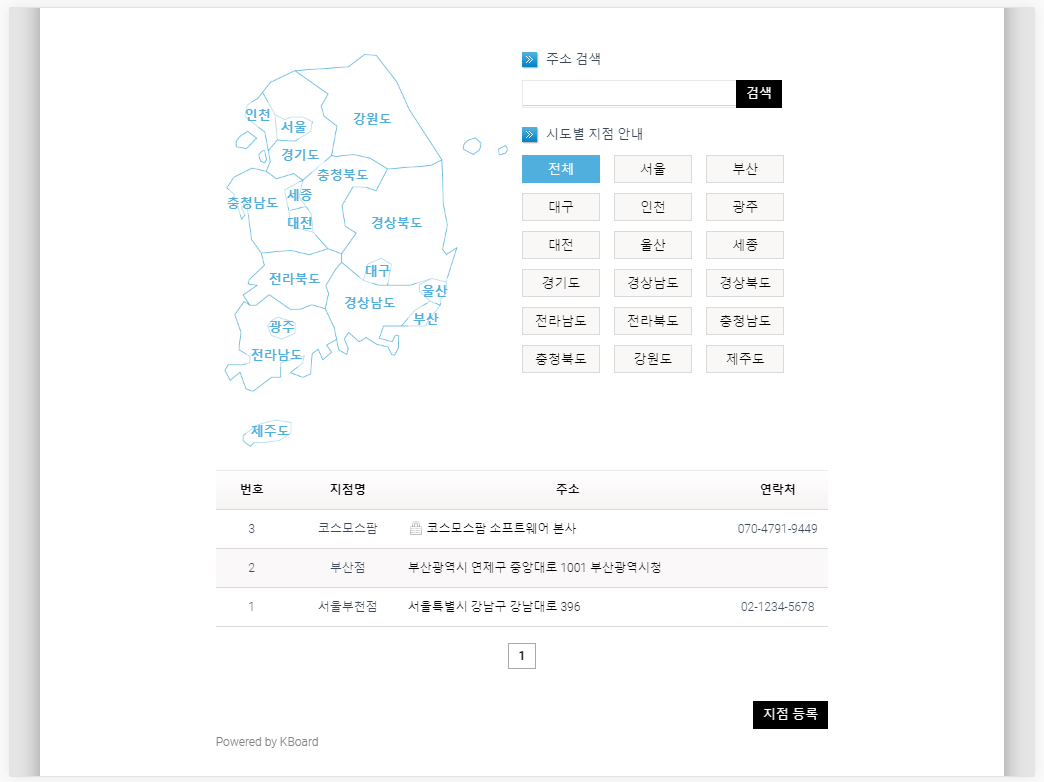 인천
서울
강원도
경기도
충청북도
세종
충청남도
대전
경상북도
대구
전라북도
울산
경상남도
부산
광주
전라남도
제주도
주소 검색
검색
시도별 지점 안내
전체 서울 부산
대구 인천 광주
대전 울산 세종
경기도 경상남도 경상북도
전라남도 전라북도 충청남도
충청북도 강원도 제주도
번호 지점명 주소 연락처
3 코스모스팜 코스모스팜 소프트웨어 본사 070-4791-9449
2 부산점 부산광역시 연제구 중앙대로 1001 부산광역시청
1 서울부천점 서울특별시 강남구 강남대로 396 02-1234-5678
1
지점 등록
Powered by KBoard